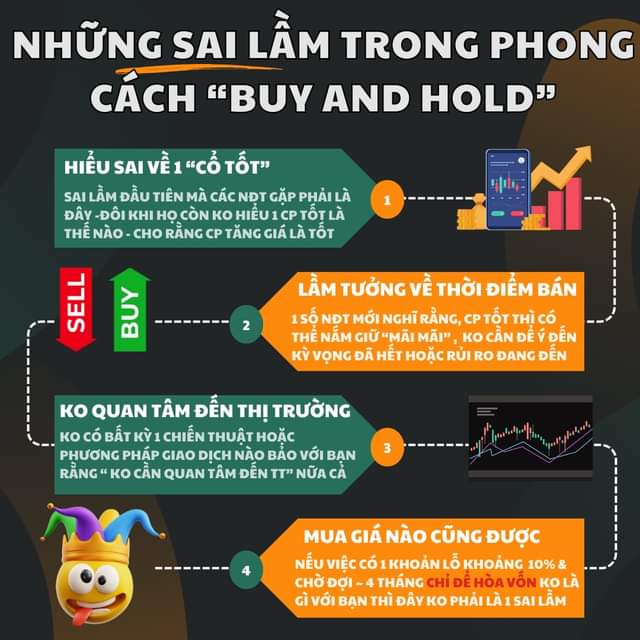 NHỮNG SAI LẦM TRONG PHONG
CÁCH “BUY AND HOLD”
HIỂU SAI VỀ 1 “CỔ TỐT”
SAI LẦM ĐẦU TIÊN MÀ CÁC NĐT GẶP PHẢI LÀ
ĐÂY -ĐÔI KHI HỌ CÒN KO HIỂU 1 CP TỐT LÀ
THẾ NÀO - CHO RẰNG CP TĂNG GIÁ LÀ TỐT
1
SELL
BUY
2
LẦM TƯỞNG VỀ THỜI ĐIỂM BÁN
1 SỐ NĐT MỚI NGHĨ RẰNG, CP TỐT THÌ CÓ
THỂ NẮM GIỮ “MÃI MÃI” , KO CẦN ĐỂ Ý ĐẾN
KỲ VỌNG ĐÃ HẾT HOẶC RỦI RO ĐANG ĐẾN
KO QUAN TÂM ĐẾN THỊ TRƯỜNG
KO CÓ BẤT KỲ 1 CHIẾN THUẬT HOẶC
PHƯƠNG PHÁP GIAO DỊCH NÀO BẢO VỚI BẠN
RẰNG “ KO CẦN QUAN TÂM ĐẾN TT” NỮA CẢ
3
4
MUA GIÁ NÀO CŨNG ĐƯỢC
NẾU VIỆC CÓ 1 KHOẢN LỖ KHOẢNG 10% &
CHỜ ĐỢI ~ 4 THÁNG CHỈ ĐỂ HÒA VỐN KO LÀ
GÌ VỚI BẠN THÌ ĐÂY KO PHẢI LÀ 1 SAI LẦM